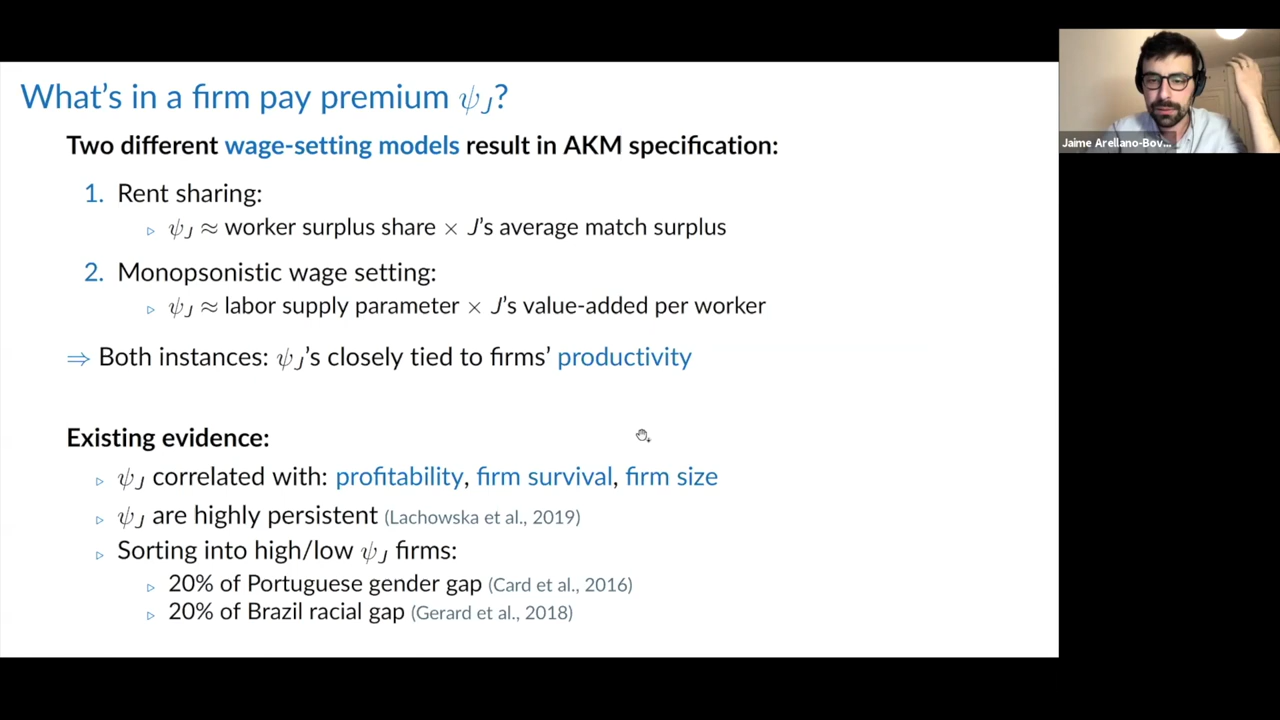 What's in a firm pay premium ψ_J?
Two different wage-setting models result in AKM specification:
1. Rent sharing:
▹ ψ_J ≈ worker surplus share × J's average match surplus
2. Monopsonistic wage setting:
▹ ψ_J ≈ labor supply parameter × J's value-added per worker
⇒ Both instances: ψ_J's closely tied to firms' productivity
Existing evidence:
▹ ψ_J correlated with: profitability, firm survival, firm size
▹ ψ_J are highly persistent (Lachowska et al., 2019)
▹ Sorting into high/low ψ_J firms:
▹ 20% of Portuguese gender gap (Card et al., 2016)
▹ 20% of Brazil racial gap (Gerard et al., 2018)
Jaime Arellano-Bov...